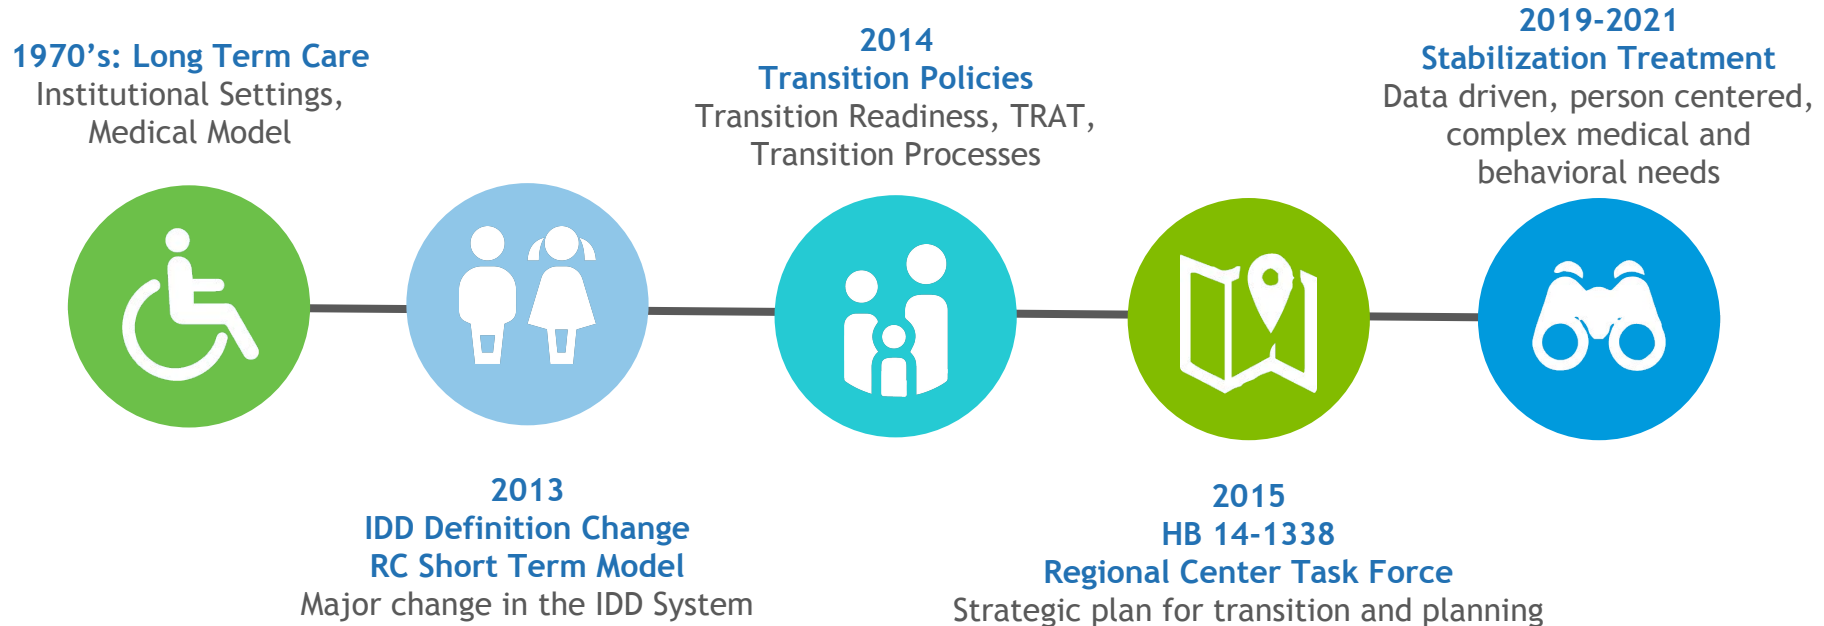 1970’s: Long Term Care
Institutional Settings,
Medical Model
2013
IDD Definition Change
RC Short Term Model
Major change in the IDD System
2014
Transition Policies
Transition Readiness, TRAT,
Transition Processes
2015
HB 14-1338
Regional Center Task Force
Strategic plan for transition and planning
2019-2021
Stabilization Treatment
Data driven, person centered,
complex medical and
behavioral needs